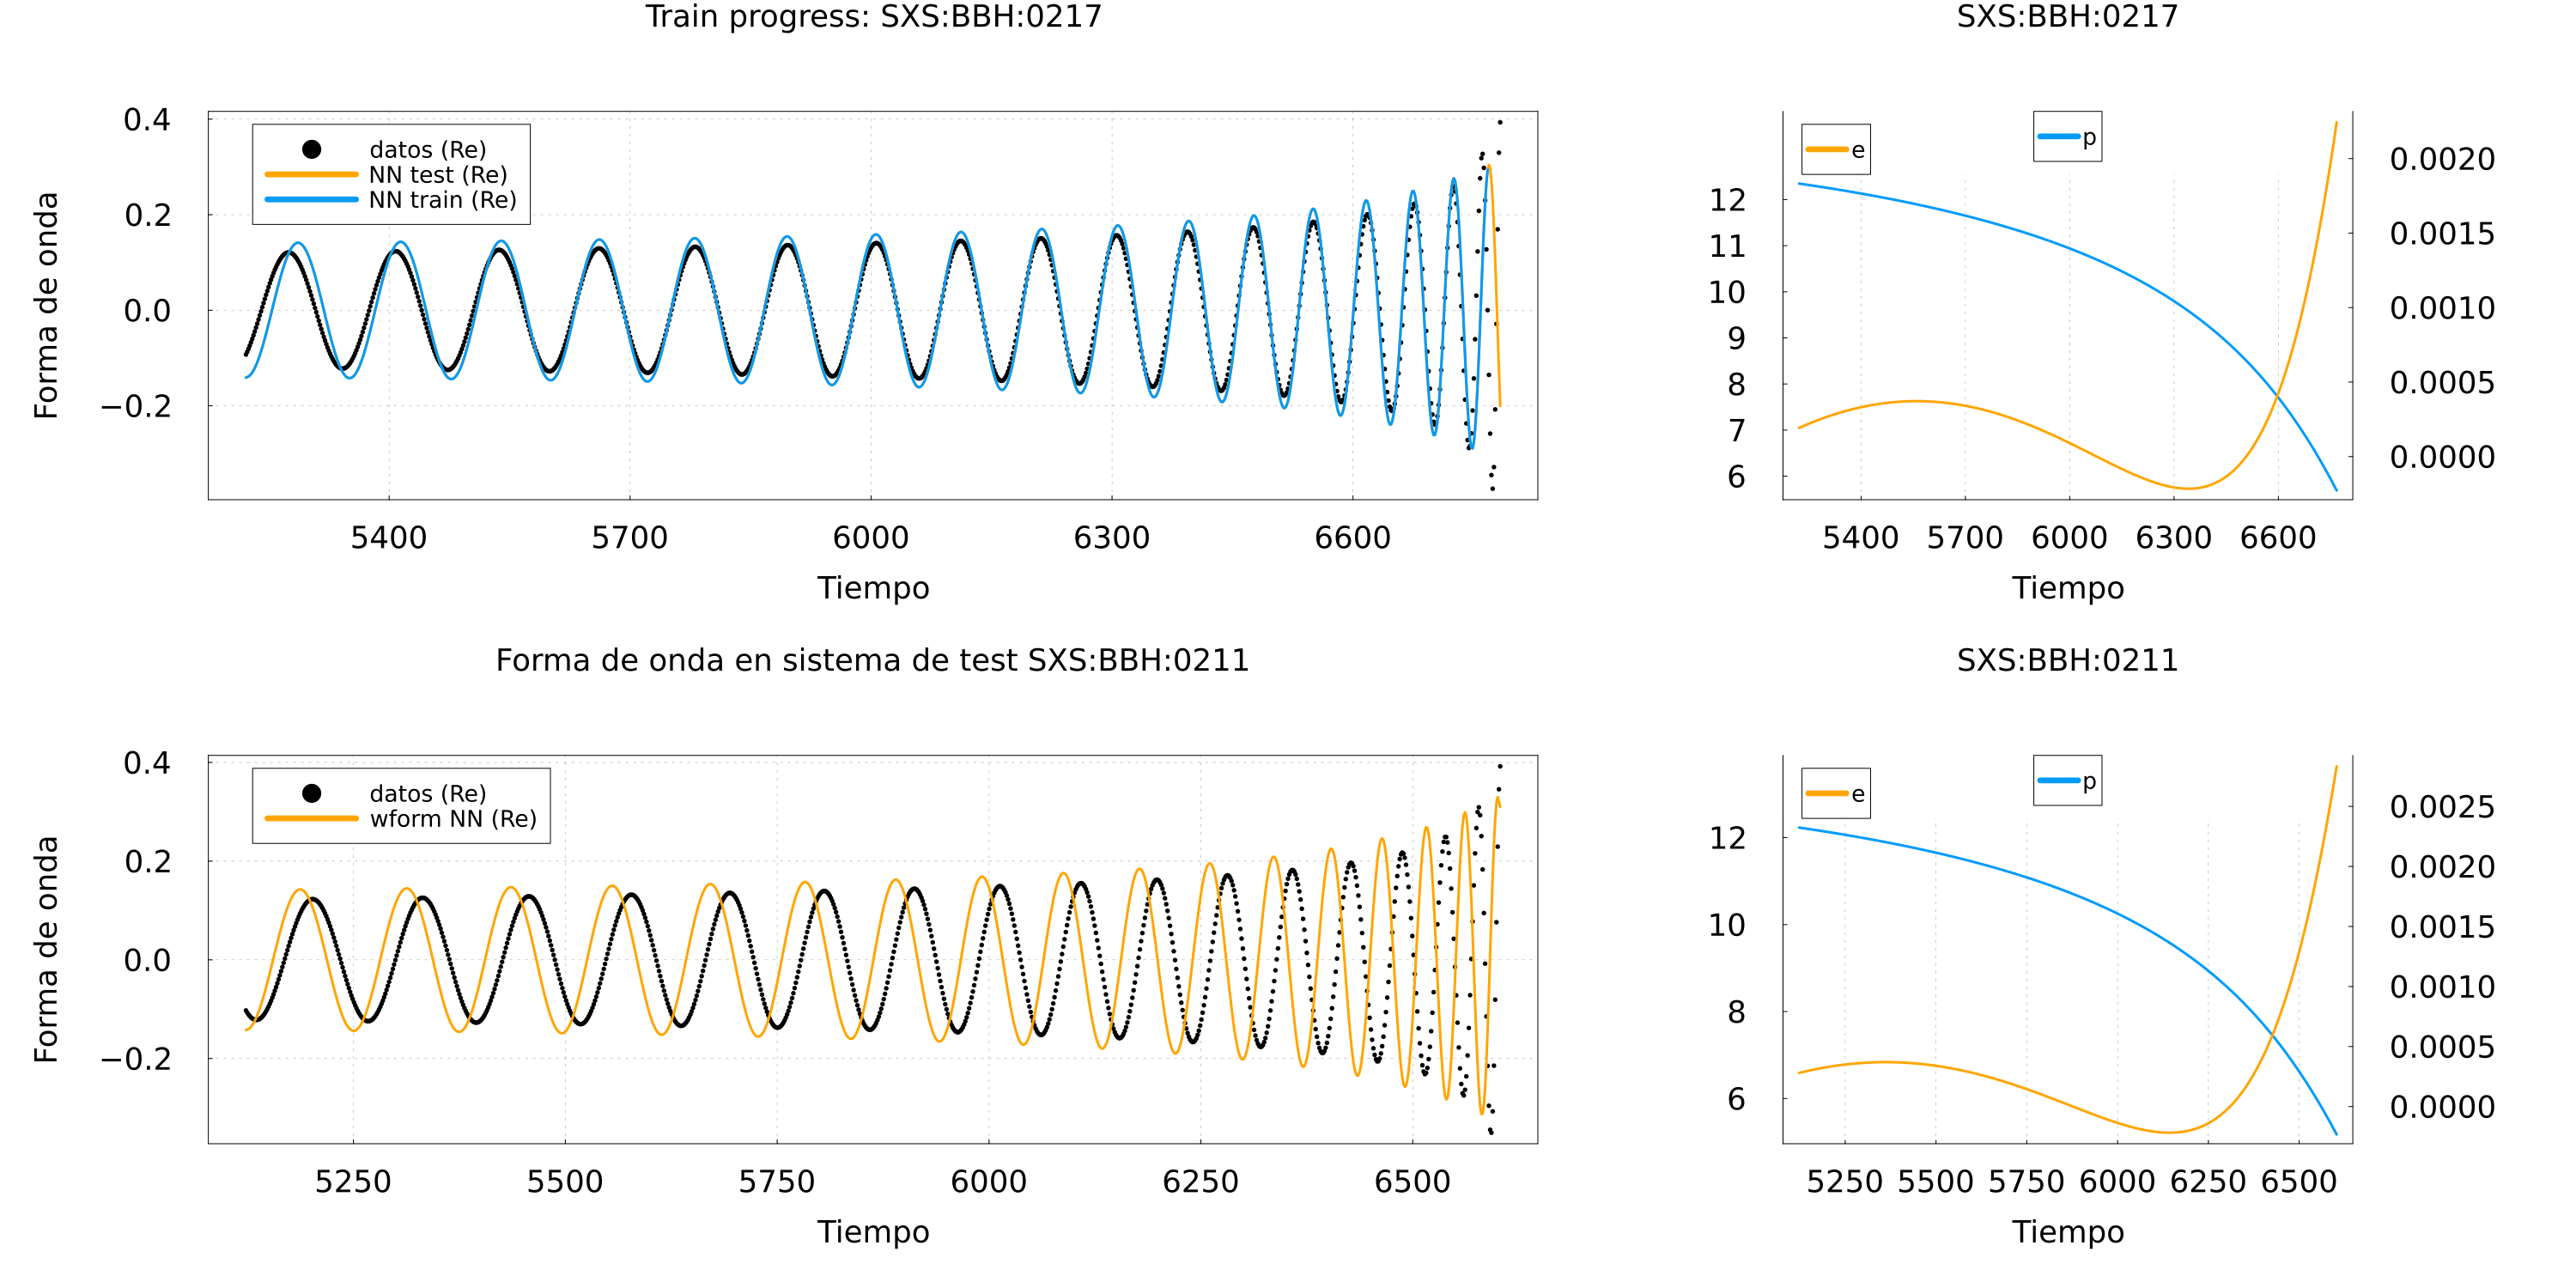 Train progress: SXS:BBH:0217
Forma de onda
0.4
0.2
0.0
−0.2
datos (Re)
NN test (Re)
NN train (Re)
5400 5700 6000 6300 6600
Tiempo
SXS:BBH:0217
12
11
10
9
8
7
6
e
p
0.0020
0.0015
0.0010
0.0005
0.0000
5400 5700 6000 6300 6600
Tiempo
Forma de onda en sistema de test SXS:BBH:0211
Forma de onda
0.4
0.2
0.0
−0.2
datos (Re)
wform NN (Re)
5250 5500 5750 6000 6250 6500
Tiempo
SXS:BBH:0211
12
10
8
6
e
p
0.0025
0.0020
0.0015
0.0010
0.0005
0.0000
5250 5500 5750 6000 6250 6500
Tiempo